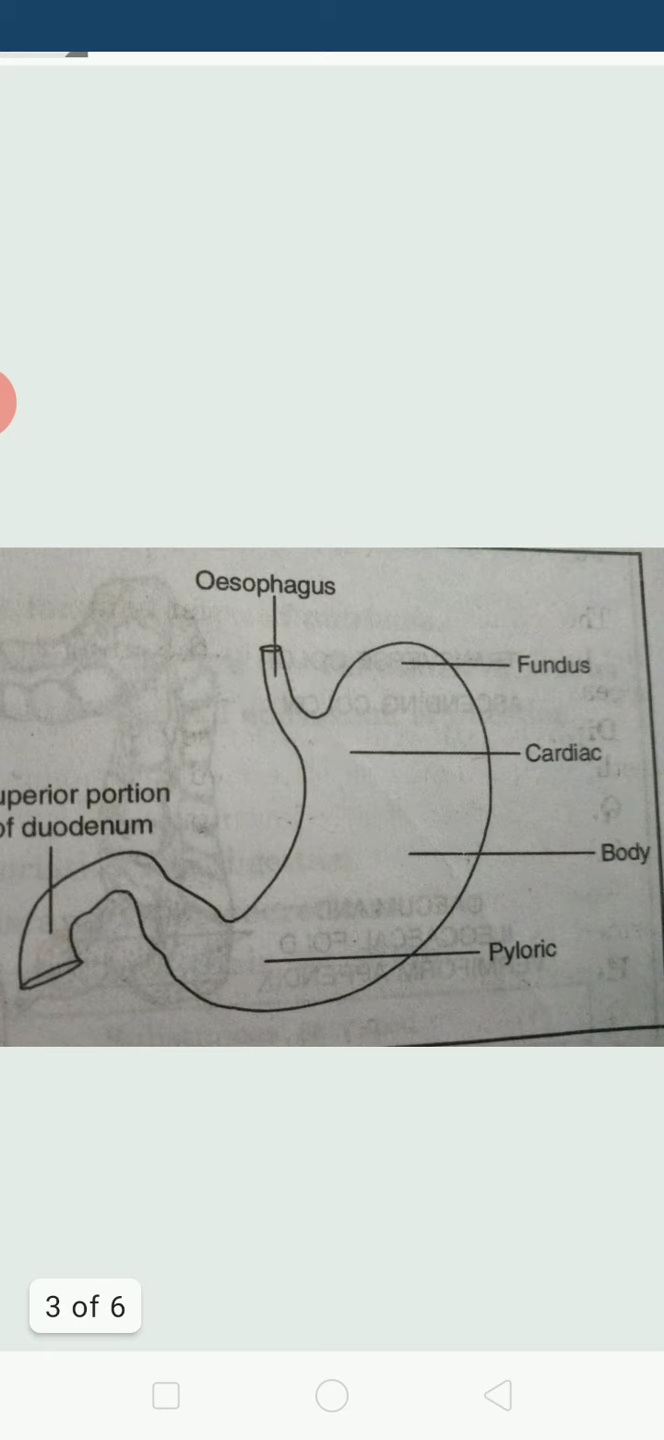 Oesophagus
Fundus
Cardiac
uperior portion
of duodenum
Body
Pyloric
3 of 6